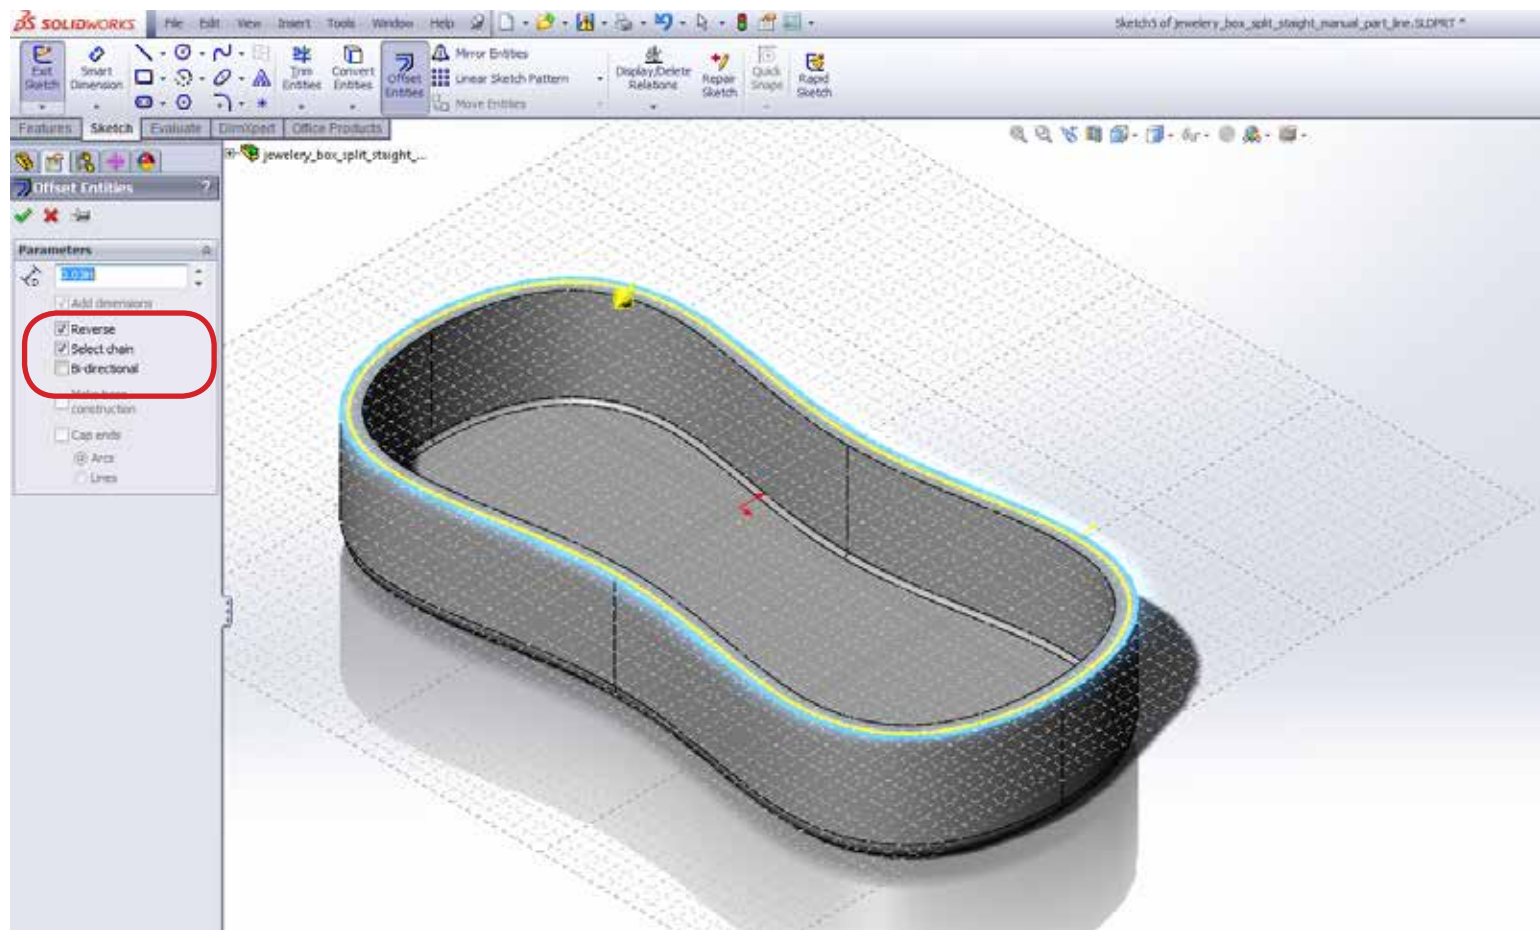 SOLIDWORKS File Edit View Insert Tools Window Help
Sketch5 of jewelery_box_split_staight_manual_part_line.SLDPRT *
Exit Sketch
Smart Dimension
Trim Entities
Convert Entities
Offset Entities
Mirror Entities
Linear Sketch Pattern
Move Entities
Display/Delete Relations
Repair Sketch
Quick Snaps
Rapid Sketch
Features Sketch Evaluate DimXpert Office Products
jewelery_box_split_staight_...
Offset Entities ?
Parameters
Add dimensions
Reverse
Select chain
Bi-directional
Make base
construction
Cap ends
Arcs
Lines